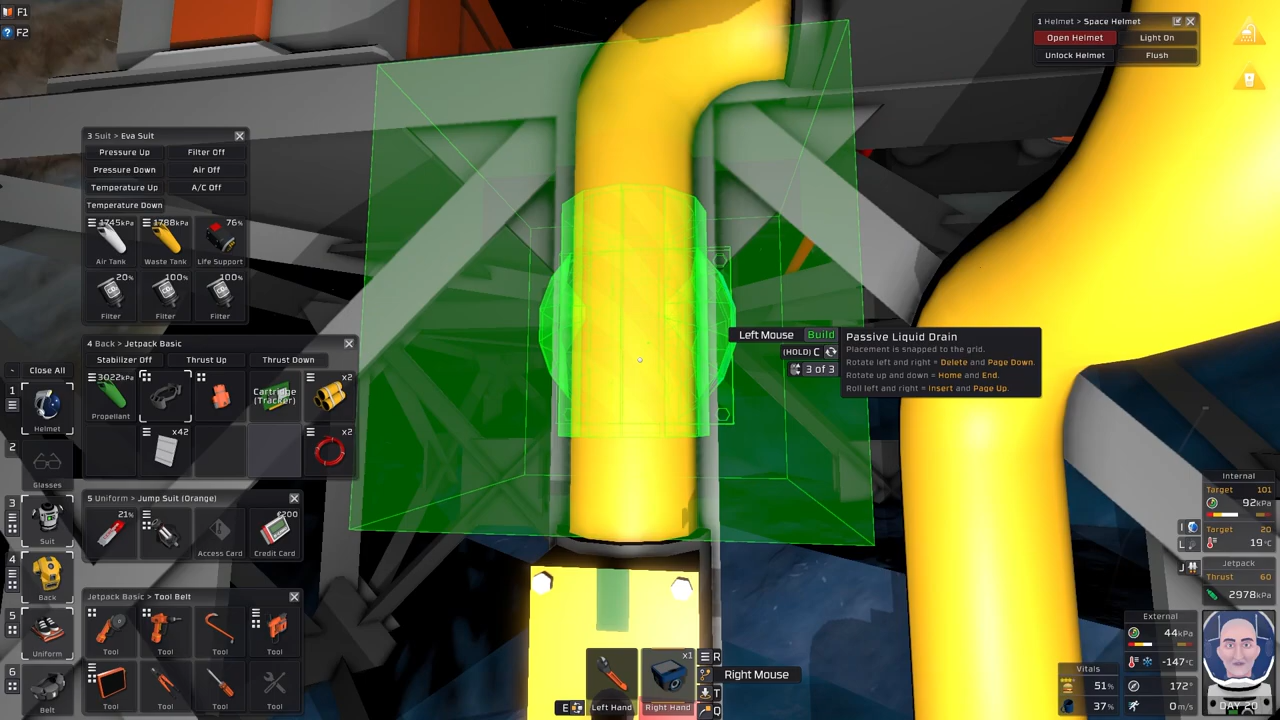 F1
F2
1 Helmet > Space Helmet
Open Helmet
Light On
Unlock Helmet
Flush
3 Suit > Eva Suit
Pressure Up
Filter Off
Pressure Down
Air Off
Temperature Up
A/C Off
Temperature Down
1745kPa
1788kPa
76%
Air Tank
Waste Tank
Life Support
20%
100%
100%
Filter
Filter
Filter
4 Back > Jetpack Basic
Stabilizer Off
Thrust Up
Thrust Down
3022kPa
Propellant
Cartridge
(Tracker)
x2
x42
x2
5 Uniform > Jump Suit (Orange)
21%
€200
Access Card
Credit Card
Jetpack Basic > Tool Belt
Tool
Tool
Tool
Tool
Tool
Tool
Tool
Tool
Close All
1
Helmet
2
Glasses
3
Suit
4
Back
5
Uniform
6
Belt
Left Mouse
Build
(HOLD) C
3 of 3
Passive Liquid Drain
Placement is snapped to the grid.
Rotate left and right = Delete and Page Down.
Rotate up and down = Home and End.
Roll left and right = Insert and Page Up.
x1
R
T
Q
E
Left Hand
Right Hand
Right Mouse
Internal
Target 101
92kPa
Target 20
19°C
Jetpack
Thrust 60
2978kPa
I
L
J
External
44kPa
-147°C
172°
0m/s
Vitals
51%
37%
DAY 20